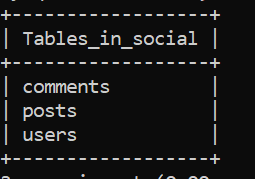 +------------------+
| Tables_in_social |
+------------------+
| comments         |
| posts            |
| users            |
+------------------+